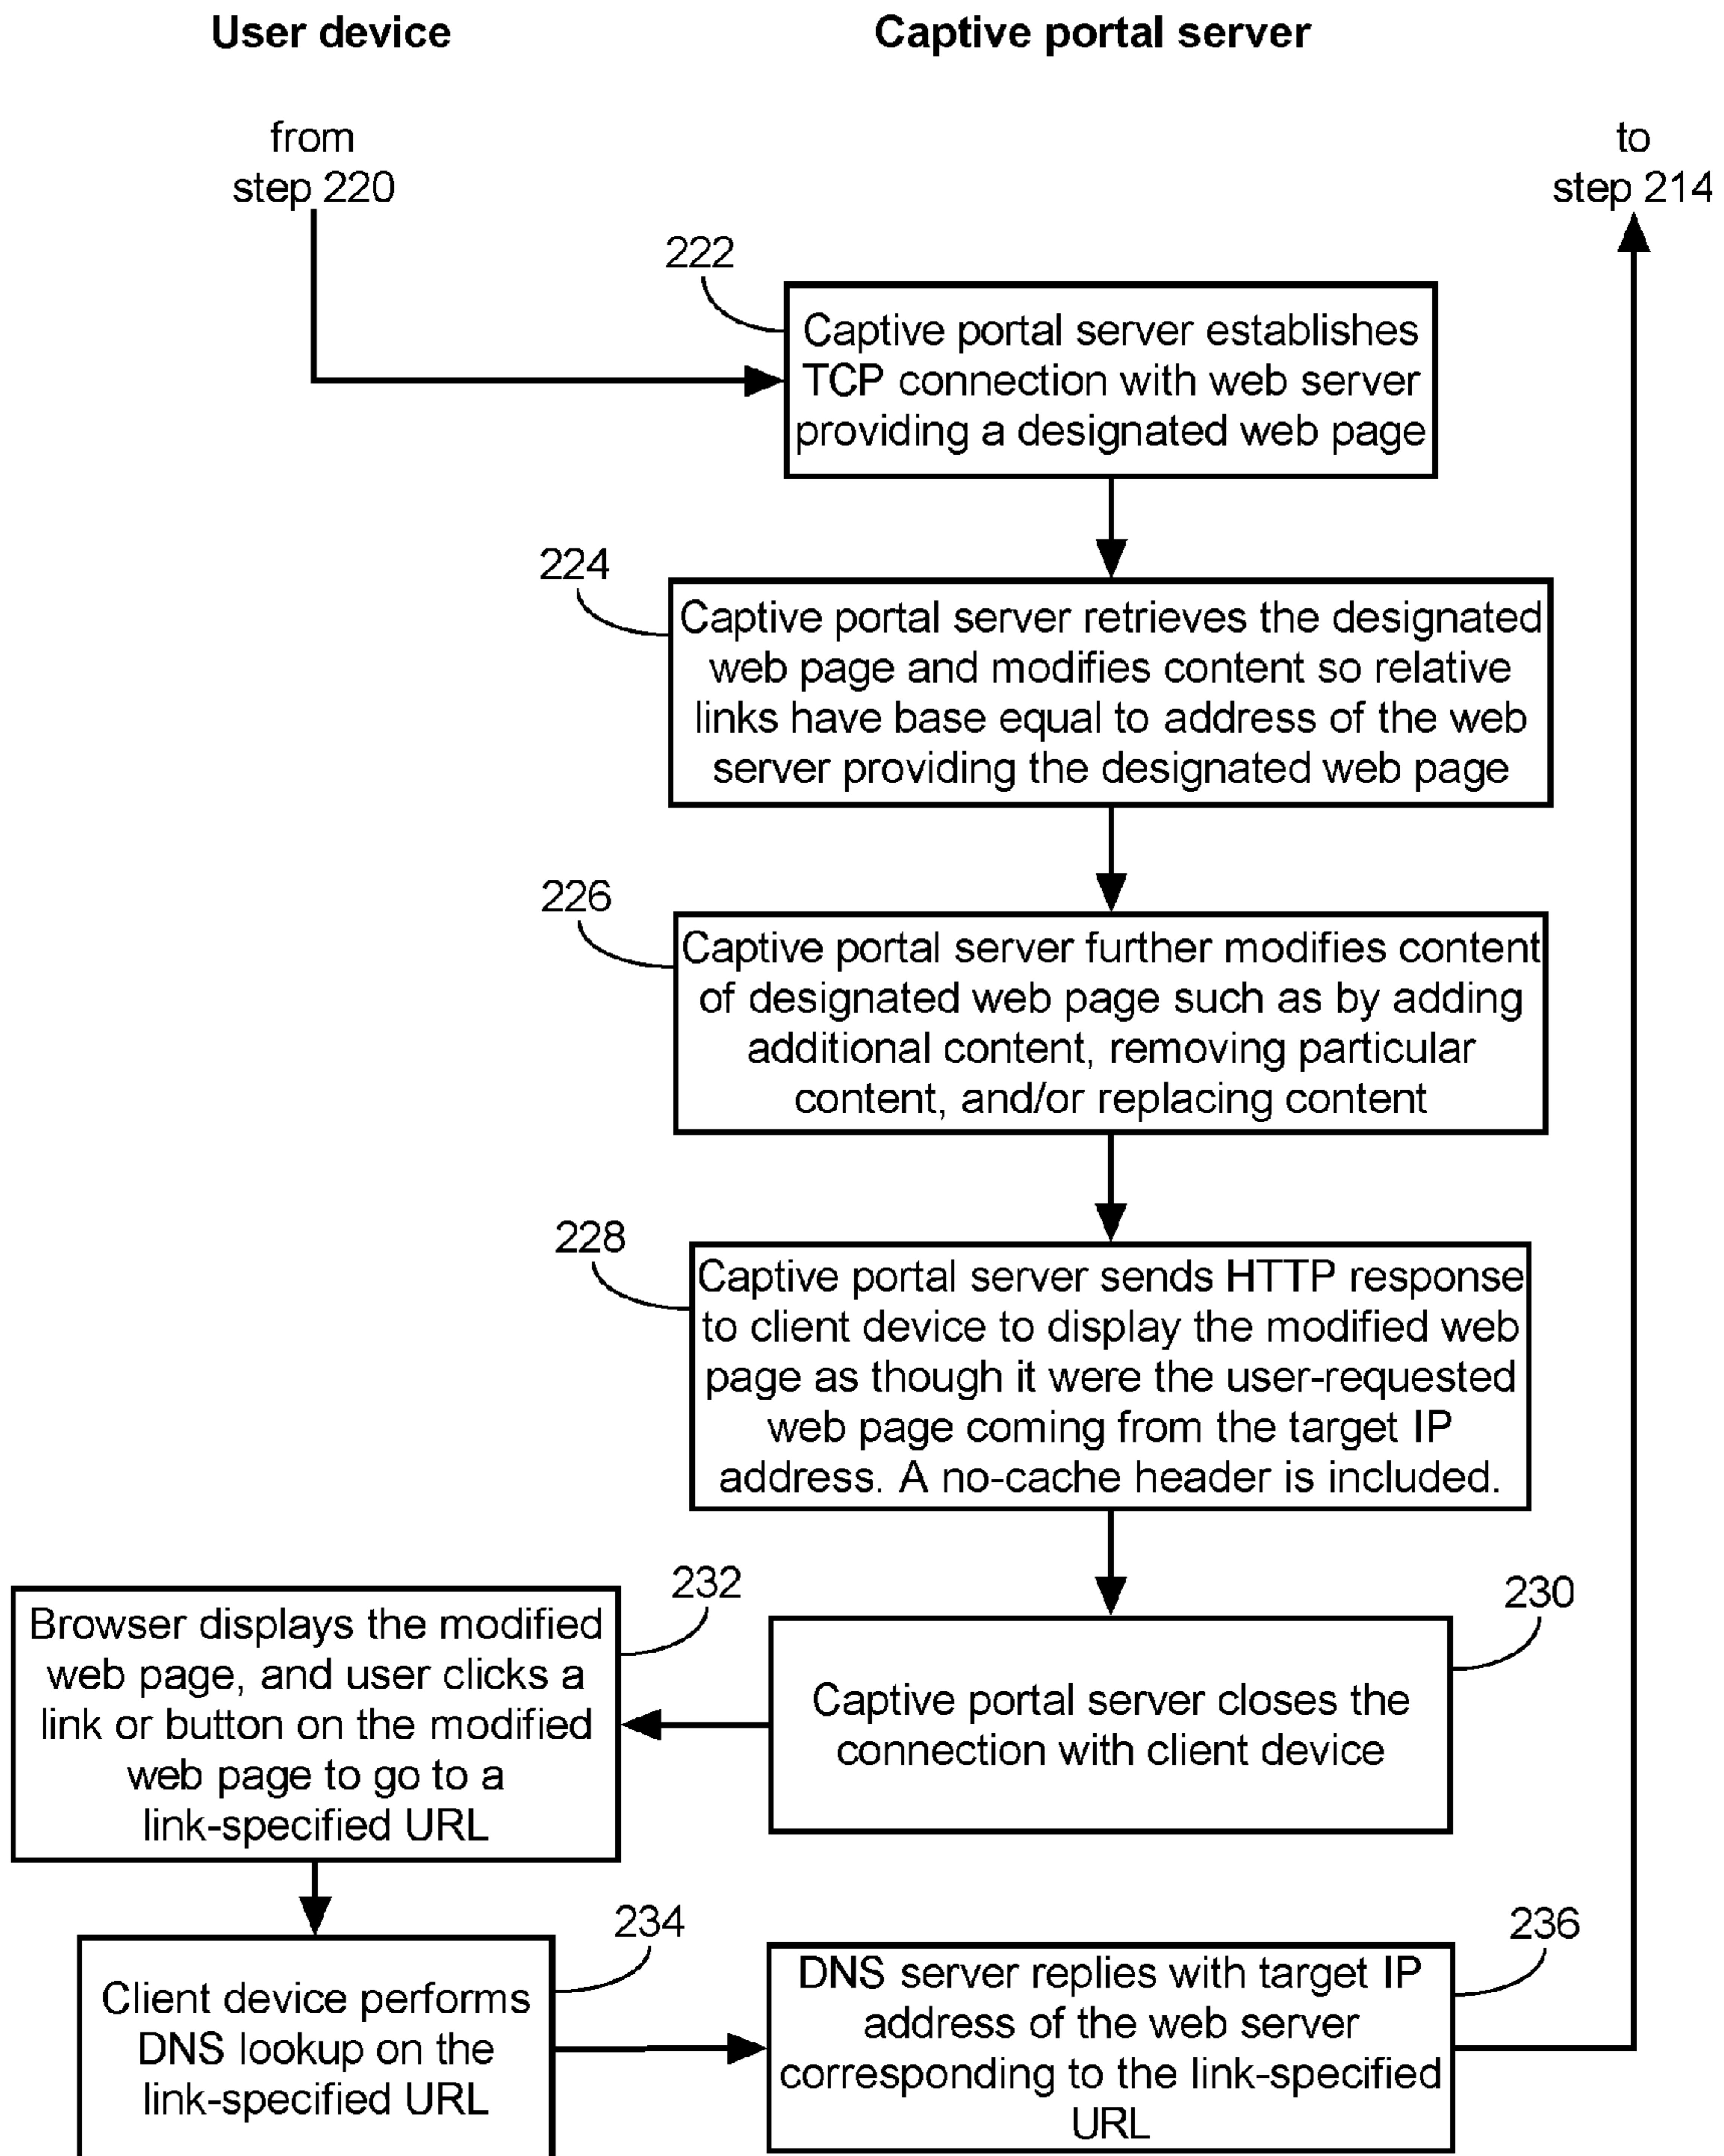 User device
Captive portal server
from
step 220
to
step 214
222
Captive portal server establishes
TCP connection with web server
providing a designated web page
224
Captive portal server retrieves the designated
web page and modifies content so relative
links have base equal to address of the web
server providing the designated web page
226
Captive portal server further modifies content
of designated web page such as by adding
additional content, removing particular
content, and/or replacing content
228
Captive portal server sends HTTP response
to client device to display the modified web
page as though it were the user-requested
web page coming from the target IP
address. A no-cache header is included.
230
Captive portal server closes the
connection with client device
232
Browser displays the modified
web page, and user clicks a
link or button on the modified
web page to go to a
link-specified URL
234
Client device performs
DNS lookup on the
link-specified URL
236
DNS server replies with target IP
address of the web server
corresponding to the link-specified
URL